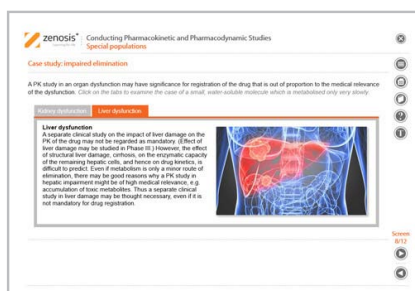 zenosis
Conducting Pharmacokinetic and Pharmacodynamic Studies
Special populations
Case study: impaired elimination
A PK study in an organ dysfunction may have significance for registration of the drug that is out of proportion to the medical relevance
of the dysfunction. Click on the tabs to examine the case of a small, water-soluble molecule which is metabolised only very slowly.
Kidney dysfunction
Liver dysfunction
Liver dysfunction
A separate clinical study on the impact of liver damage on the
PK of the drug may not be regarded as mandatory. (Effect of
liver damage may be studied in Phase III.) However, the effect
of structural liver damage, cirrhosis, on the enzymatic capacity
of the remaining hepatic cells, and hence on drug kinetics, is
difficult to predict. Even if metabolism is only a minor route of
elimination, there may be good reasons why a PK study in
hepatic impairment might be of high medical relevance, e.g.
accumulation of toxic metabolites. Thus a separate clinical
study in liver damage may be thought necessary, even if it is
not mandatory for drug registration.
Screen
8/12